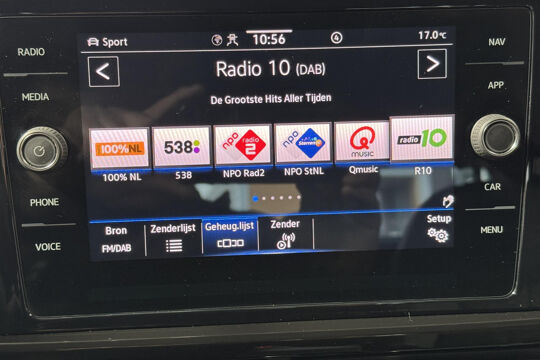 RADIO
MEDIA
PHONE
VOICE
Sport 10:56 4 17.0°C
Radio 10 (DAB)
De Grootste Hits Aller Tijden
100% NL 538 npo radio 2 npo Sterren Q music radio 10
100% NL 538 NPO Rad2 NPO StNL Qmusic R10
Bron Zenderlijst Geheug.lijst Zender Setup
FM/DAB
NAV
APP
CAR
MENU